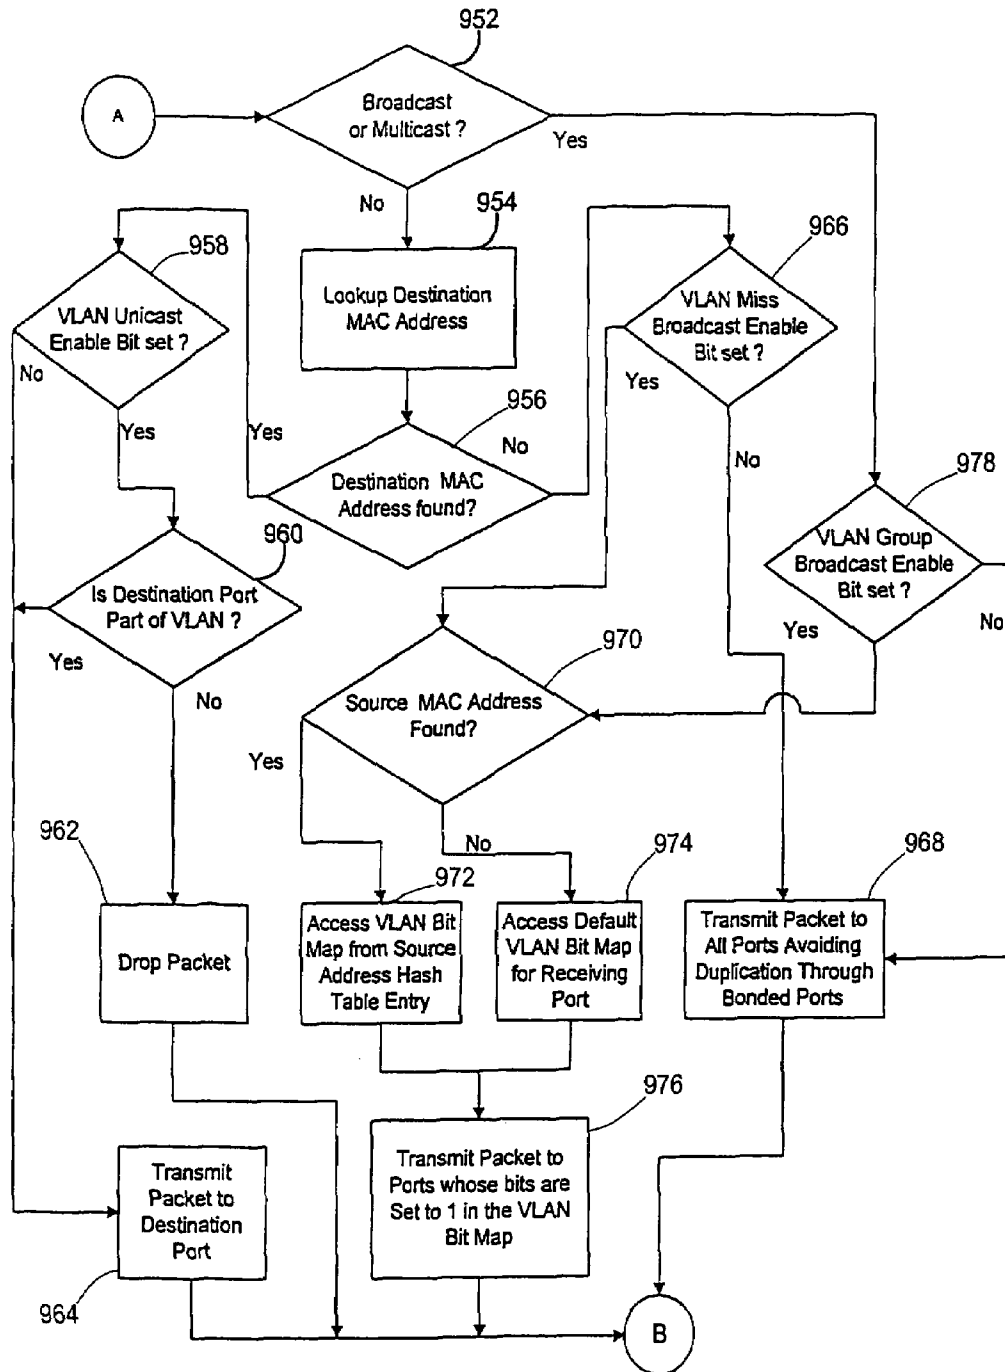 952
A
Broadcast
or Multicast ?
Yes
No
954
958
966
Lookup Destination
MAC Address
VLAN Unicast
Enable Bit set ?
VLAN Miss
Broadcast Enable
Bit set ?
No
Yes
956
Yes
Yes
No
No
978
Destination MAC
Address found?
960
VLAN Group
Broadcast Enable
Bit set ?
Is Destination Port
Part of VLAN ?
No
Yes
Yes
970
No
Source MAC Address
Found?
Yes
962
No
972
974
968
Drop Packet
Access VLAN Bit
Map from Source
Address Hash
Table Entry
Access Default
VLAN Bit Map
for Receiving
Port
Transmit Packet to
All Ports Avoiding
Duplication Through
Bonded Ports
976
Transmit
Packet to
Destination
Port
Transmit Packet to
Ports whose bits are
Set to 1 in the VLAN
Bit Map
964
B